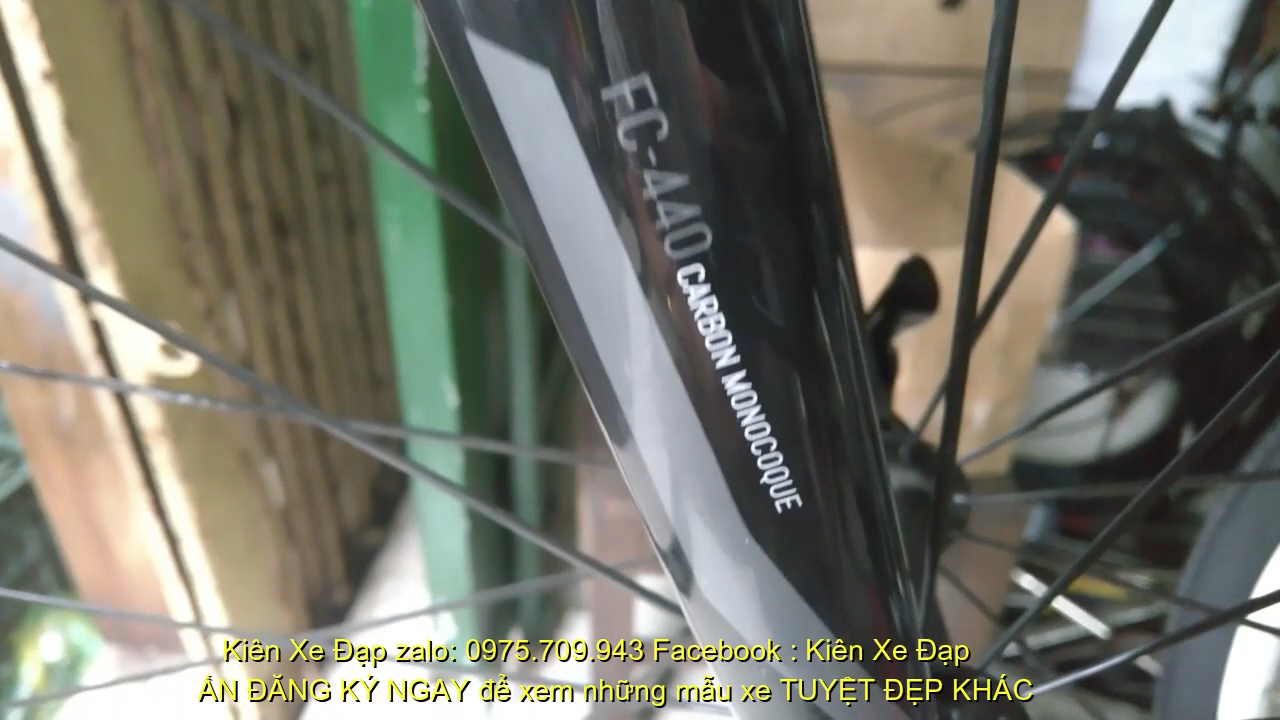 FC-440 CARBON MONOCOQUE
Kiên Xe Đạp zalo: 0975.709.943 Facebook : Kiên Xe Đạp
ẤN ĐĂNG KÝ NGAY để xem những mẫu xe TUYỆT ĐẸP KHÁC